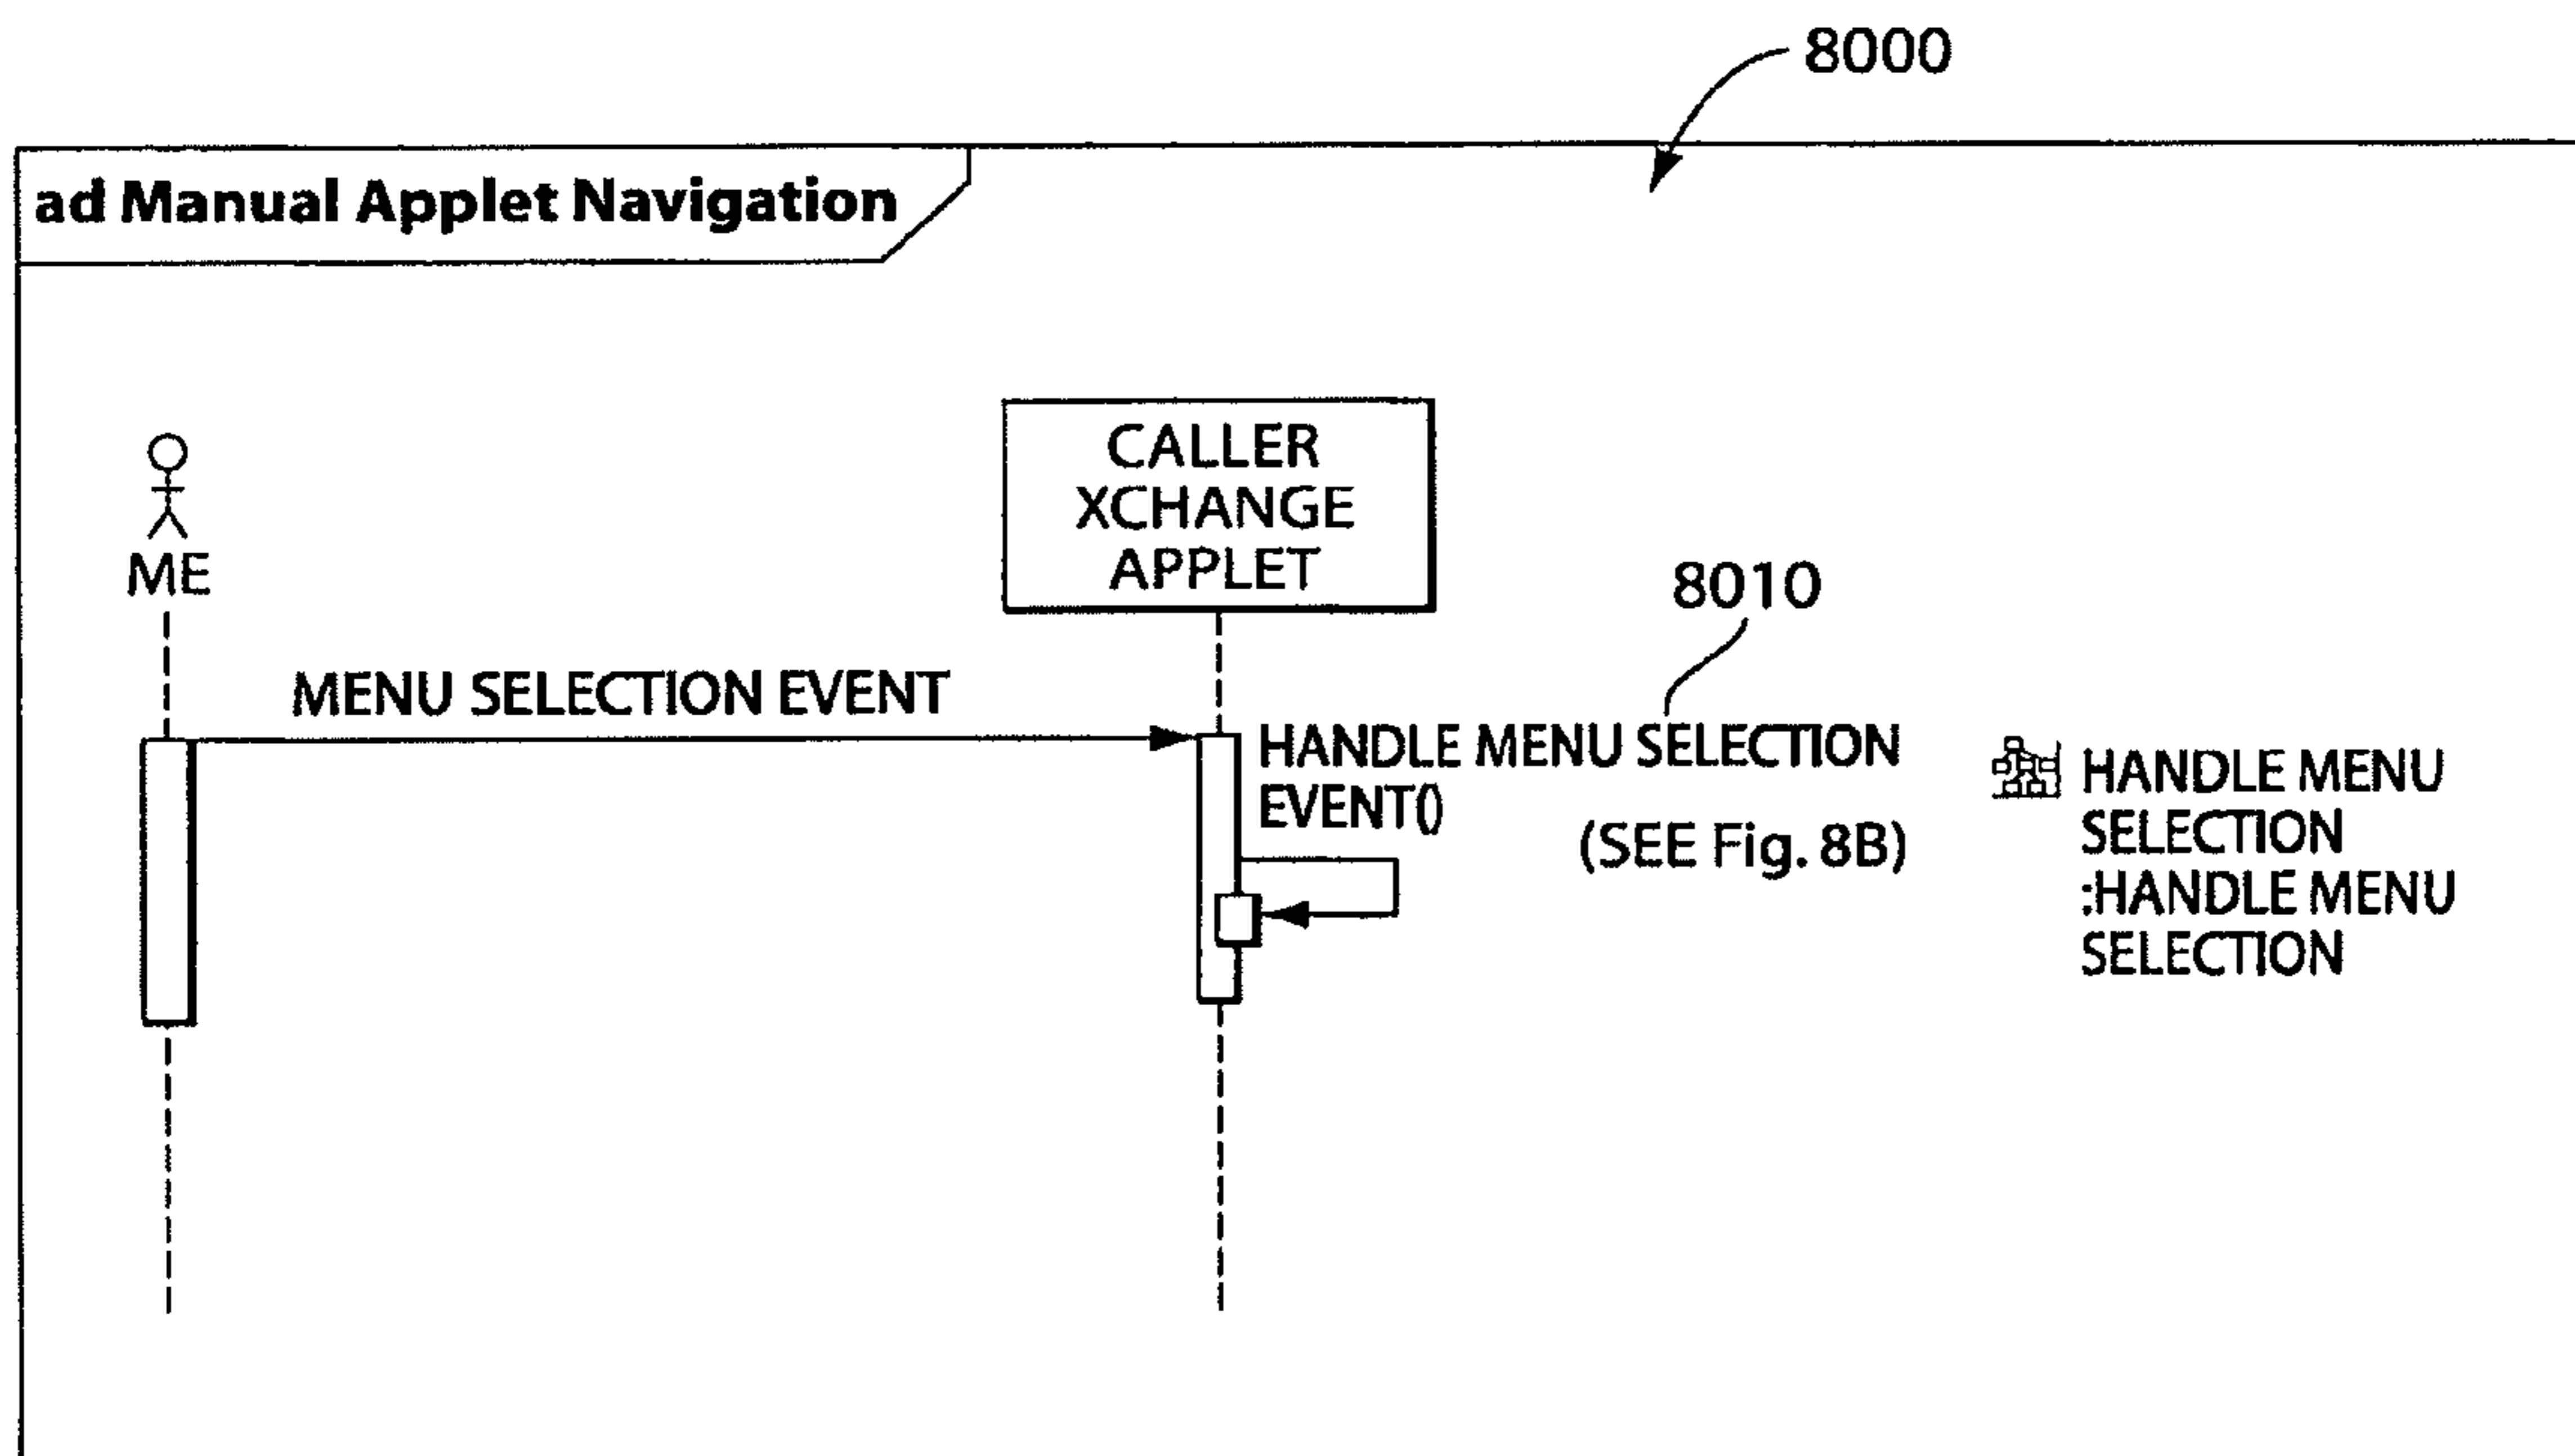 8000
ad Manual Applet Navigation
CALLER
XCHANGE
APPLET
ME
8010
MENU SELECTION EVENT
HANDLE MENU SELECTION
EVENT()
(SEE Fig. 8B)
HANDLE MENU
SELECTION
:HANDLE MENU
SELECTION